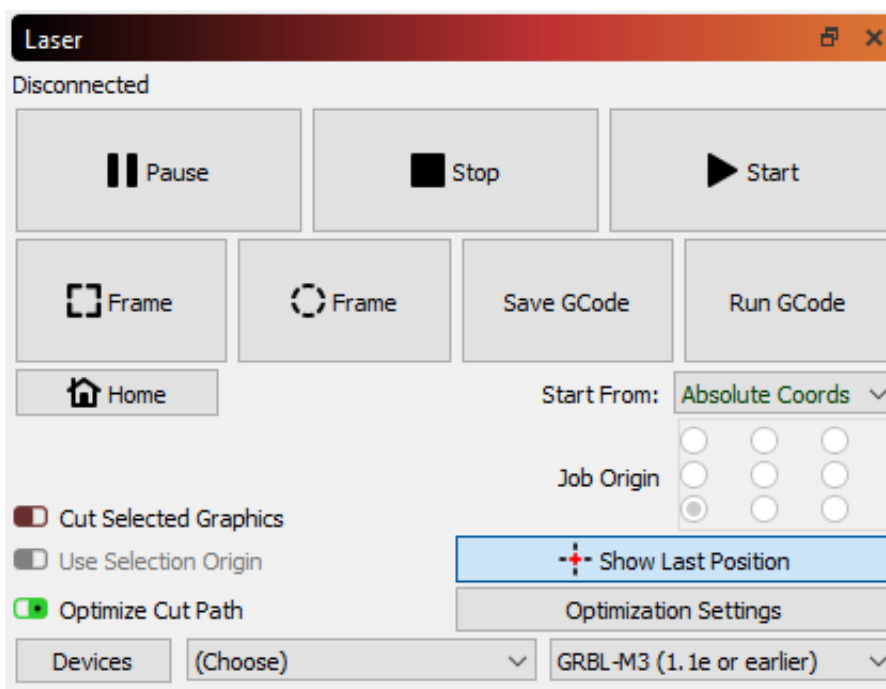 Laser
Disconnected
Pause Stop Start
Frame Frame Save GCode Run GCode
Home Start From: Absolute Coords
Job Origin
Cut Selected Graphics
Use Selection Origin Show Last Position
Optimize Cut Path Optimization Settings
Devices (Choose) GRBL-M3 (1.1e or earlier)